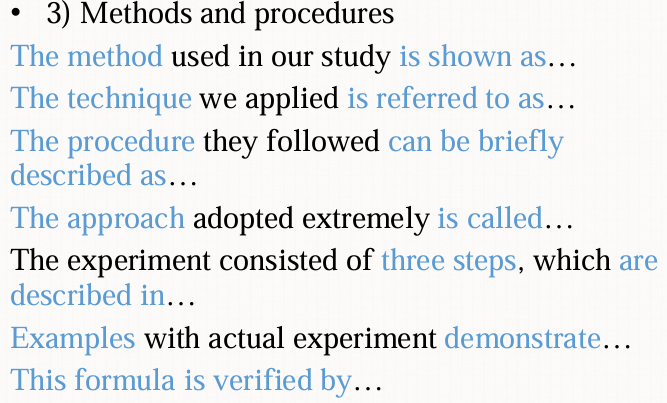 • 3) Methods and procedures
The method used in our study is shown as…
The technique we applied is referred to as…
The procedure they followed can be briefly
described as…
The approach adopted extremely is called…
The experiment consisted of three steps, which are
described in…
Examples with actual experiment demonstrate…
This formula is verified by…